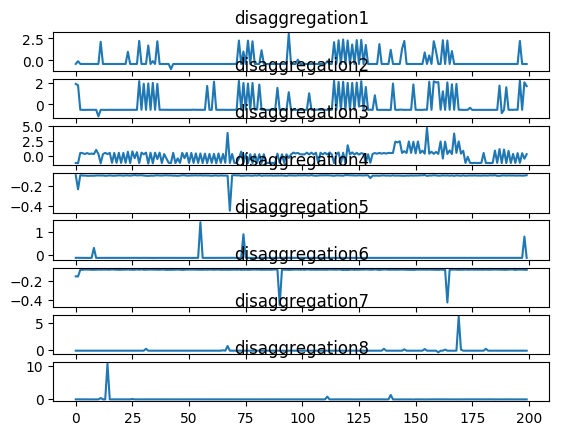 disaggregation1
2.5
0.0
disaggregation2
2
0
disaggregation3
5.0
2.5
0.0
disaggregation4
−0.2
−0.4
disaggregation5
1
0
disaggregation6
−0.2
−0.4
disaggregation7
5
0
disaggregation8
10
0
0 25 50 75 100 125 150 175 200